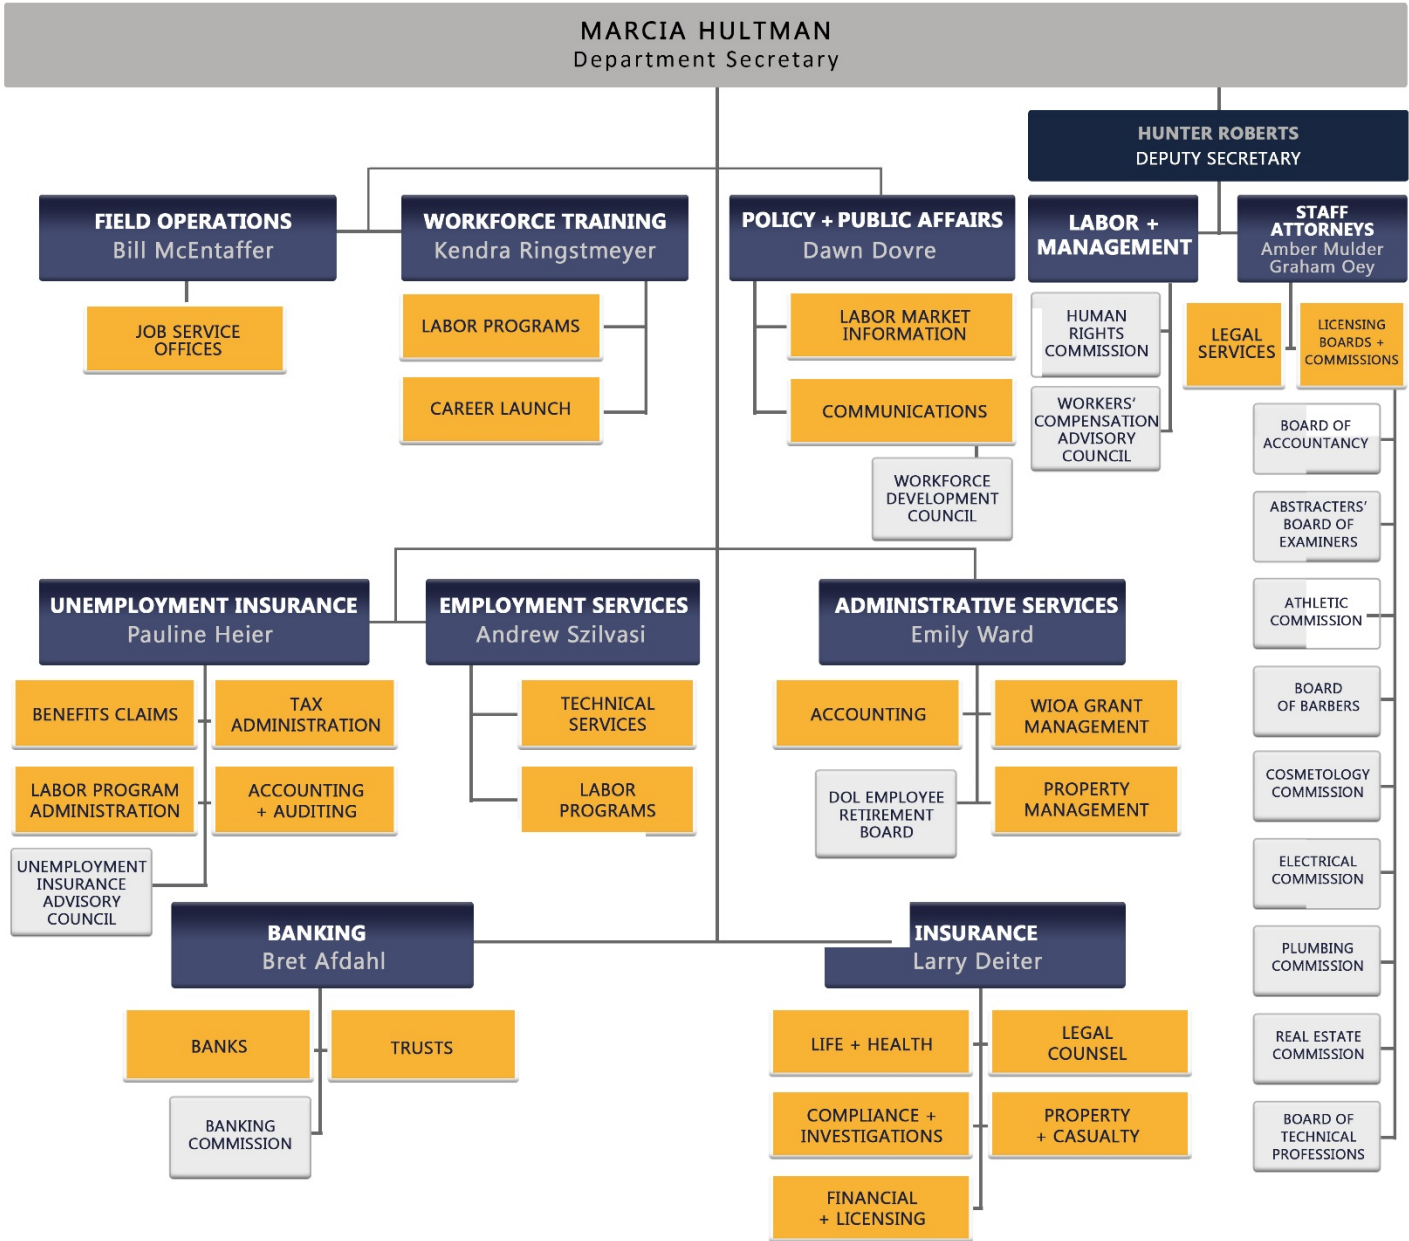 MARCIA HULTMAN
Department Secretary
HUNTER ROBERTS
DEPUTY SECRETARY
FIELD OPERATIONS
Bill McEntaffer
WORKFORCE TRAINING
Kendra Ringstmeyer
POLICY + PUBLIC AFFAIRS
Dawn Dovre
LABOR +
MANAGEMENT
STAFF
ATTORNEYS
Amber Mulder
Graham Oey
JOB SERVICE
OFFICES
LABOR PROGRAMS
CAREER LAUNCH
LABOR MARKET
INFORMATION
COMMUNICATIONS
WORKFORCE
DEVELOPMENT
COUNCIL
HUMAN
RIGHTS
COMMISSION
WORKERS'
COMPENSATION
ADVISORY
COUNCIL
LEGAL
SERVICES
LICENSING
BOARDS +
COMMISSIONS
BOARD OF
ACCOUNTANCY
ABSTRACTERS'
BOARD OF
EXAMINERS
ATHLETIC
COMMISSION
BOARD
OF BARBERS
COSMETOLOGY
COMMISSION
ELECTRICAL
COMMISSION
PLUMBING
COMMISSION
REAL ESTATE
COMMISSION
BOARD OF
TECHNICAL
PROFESSIONS
UNEMPLOYMENT INSURANCE
Pauline Heier
EMPLOYMENT SERVICES
Andrew Szilvasi
ADMINISTRATIVE SERVICES
Emily Ward
BENEFITS CLAIMS
TAX
ADMINISTRATION
LABOR PROGRAM
ADMINISTRATION
ACCOUNTING
+ AUDITING
UNEMPLOYMENT
INSURANCE
ADVISORY
COUNCIL
TECHNICAL
SERVICES
LABOR
PROGRAMS
ACCOUNTING
WIOA GRANT
MANAGEMENT
DOL EMPLOYEE
RETIREMENT
BOARD
PROPERTY
MANAGEMENT
BANKING
Bret Afdahl
INSURANCE
Larry Deiter
BANKS
TRUSTS
BANKING
COMMISSION
LIFE + HEALTH
LEGAL
COUNSEL
COMPLIANCE +
INVESTIGATIONS
PROPERTY
+ CASUALTY
FINANCIAL
+ LICENSING